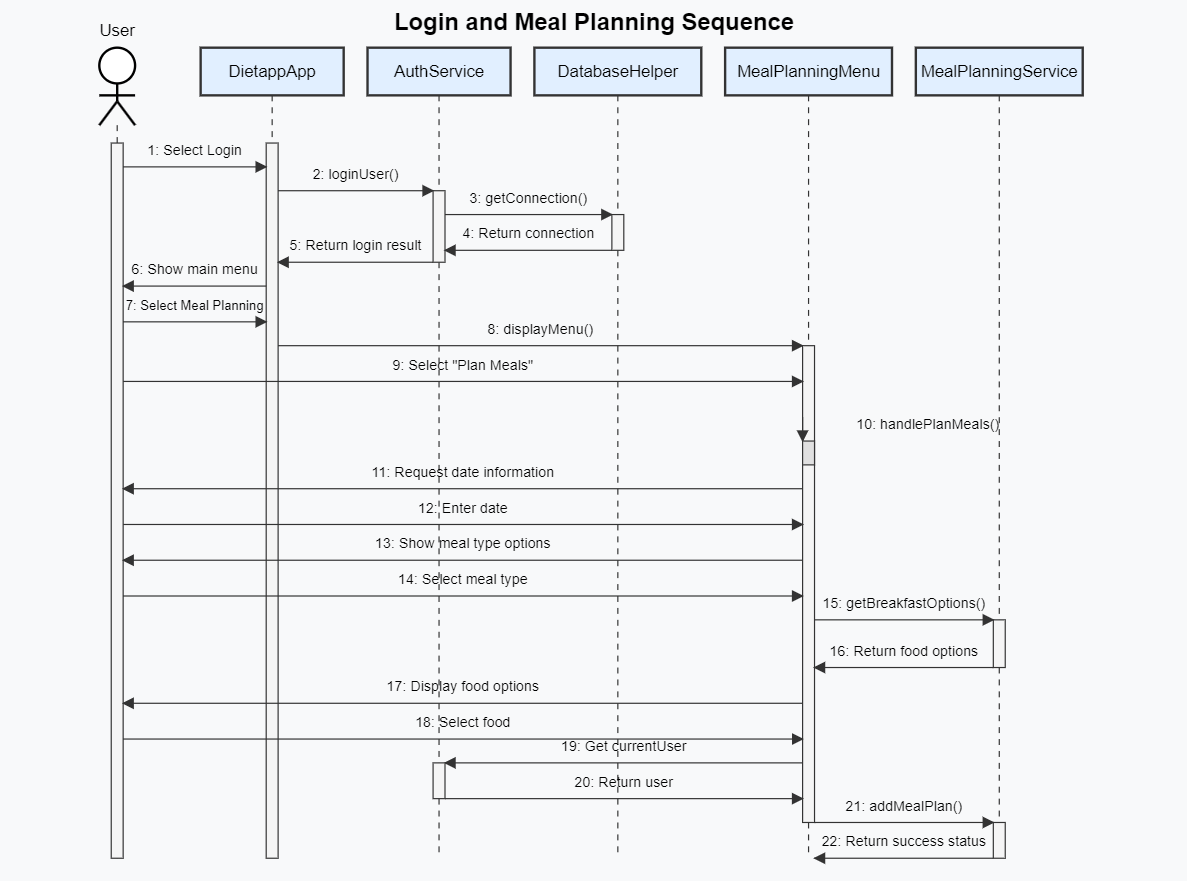 Login and Meal Planning Sequence
User
DietappApp
AuthService
DatabaseHelper
MealPlanningMenu
MealPlanningService
1: Select Login
2: loginUser()
3: getConnection()
4: Return connection
5: Return login result
6: Show main menu
7: Select Meal Planning
8: displayMenu()
9: Select "Plan Meals"
10: handlePlanMeals()
11: Request date information
12: Enter date
13: Show meal type options
14: Select meal type
15: getBreakfastOptions()
16: Return food options
17: Display food options
18: Select food
19: Get currentUser
20: Return user
21: addMealPlan()
22: Return success status